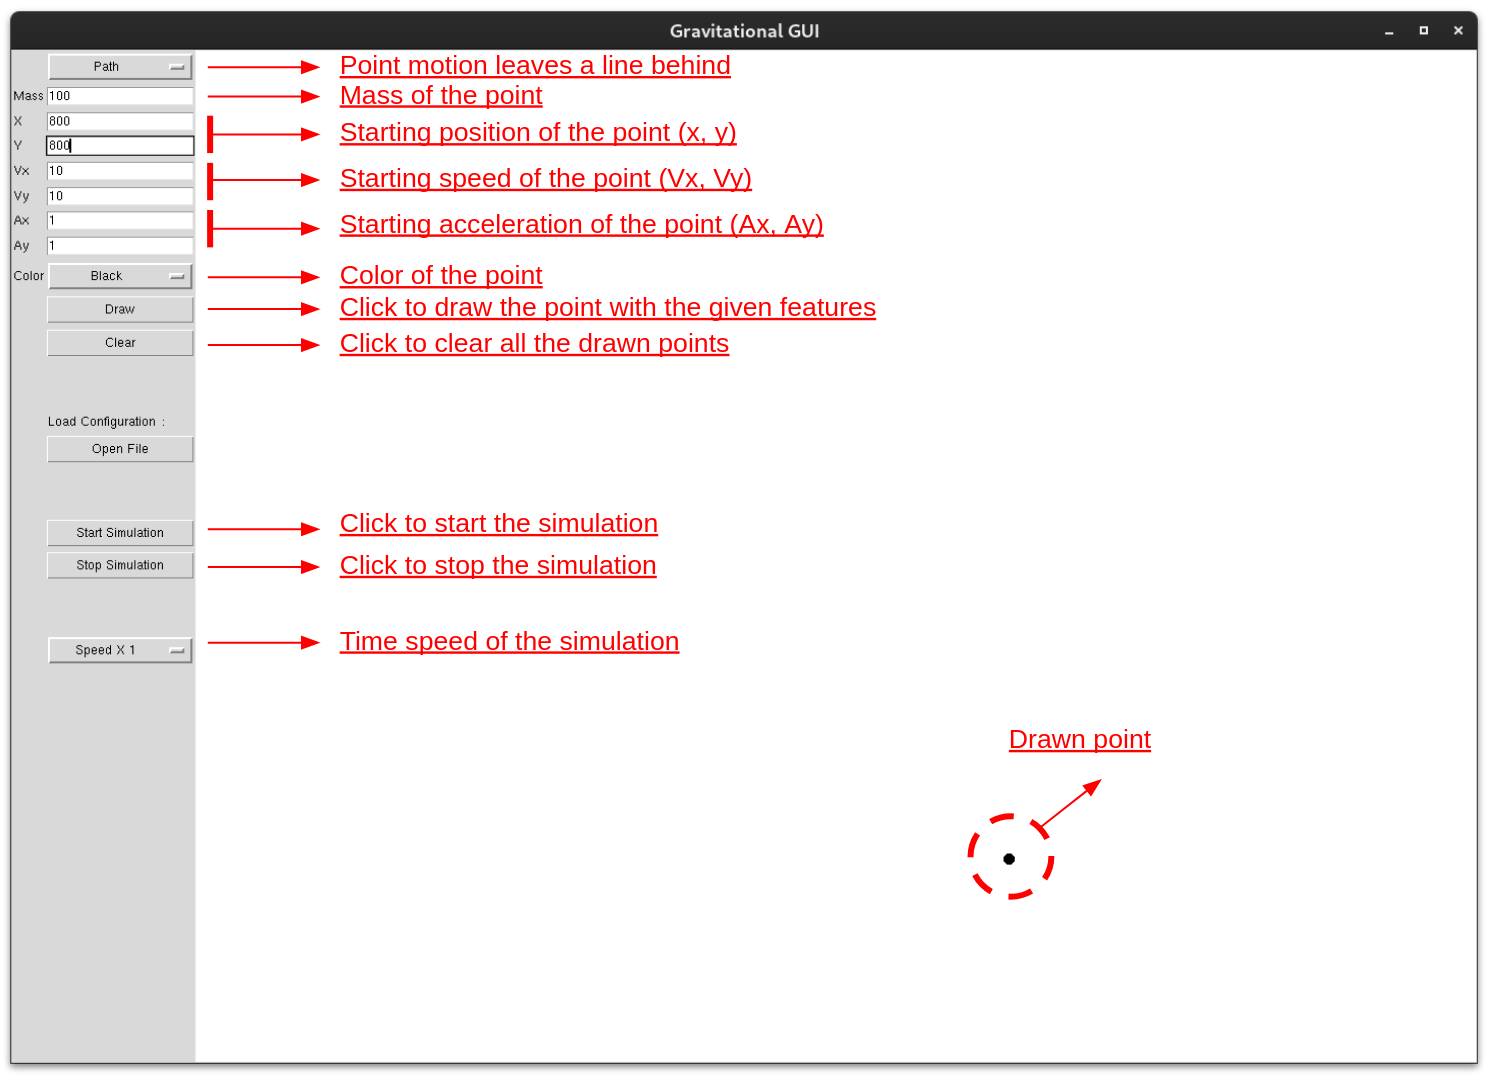 Gravitational GUI
Path
Point motion leaves a line behind
Mass 100
Mass of the point
X 800
Starting position of the point (x, y)
Y 800
Vx 10
Starting speed of the point (Vx, Vy)
Vy 10
Ax 1
Starting acceleration of the point (Ax, Ay)
Ay 1
Color Black
Color of the point
Draw
Click to draw the point with the given features
Clear
Click to clear all the drawn points
Load Configuration :
Open File
Start Simulation
Click to start the simulation
Stop Simulation
Click to stop the simulation
Speed X 1
Time speed of the simulation
Drawn point